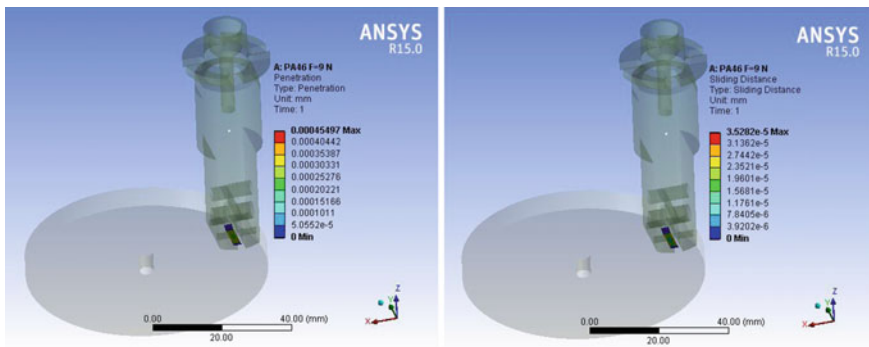 ANSYS
R15.0
A: PA46 F=9 N
Penetration
Type: Penetration
Unit: mm
Time: 1
0.00045497 Max
0.00040442
0.00035387
0.00030331
0.00025276
0.00020221
0.00015166
0.0001011
5.0552e-5
0 Min
0.00
40.00 (mm)
20.00
Z
Y
X
ANSYS
R15.0
A: PA46 F=9 N
Sliding Distance
Type: Sliding Distance
Unit: mm
Time: 1
3.5282e-5 Max
3.1362e-5
2.7442e-5
2.3521e-5
1.9601e-5
1.5681e-5
1.1761e-5
7.8405e-6
3.9202e-6
0 Min
0.00
40.00 (mm)
20.00
Z
Y
X